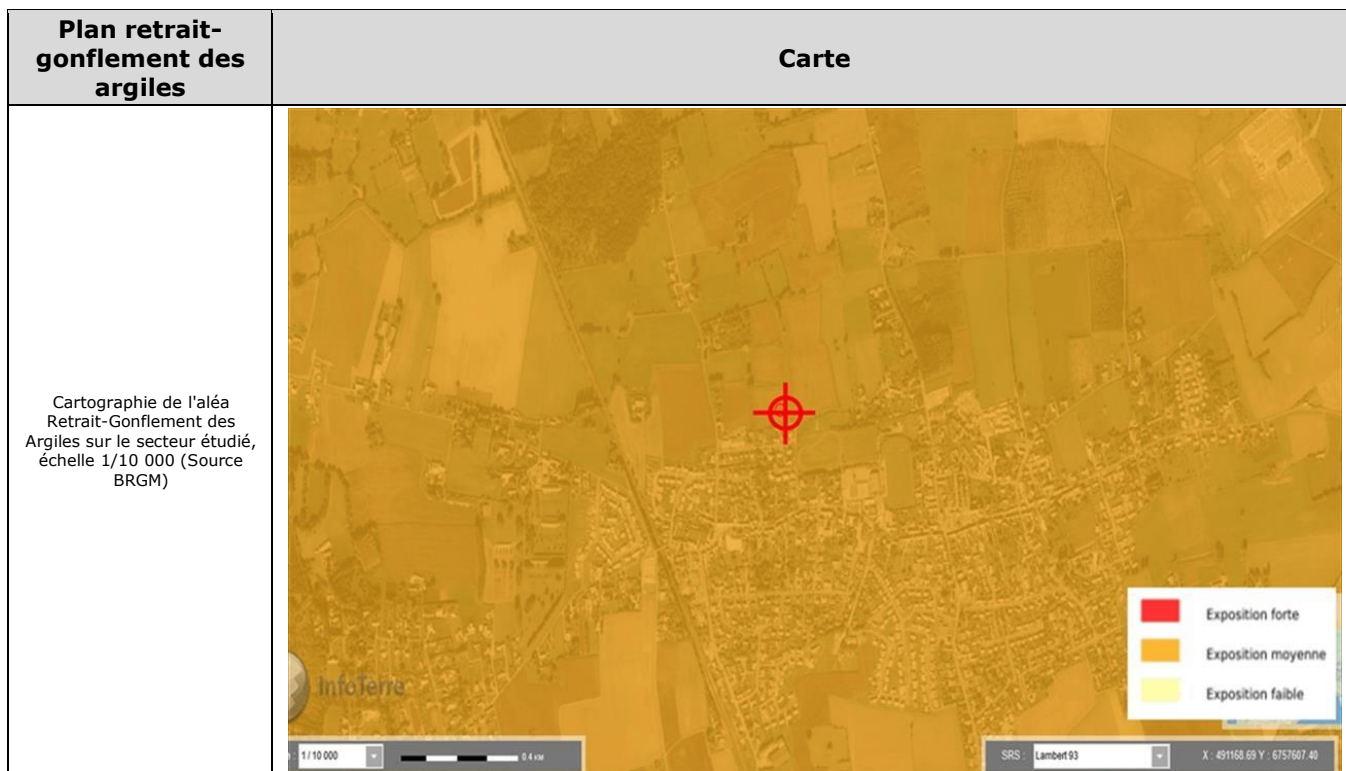 Plan retrait-
gonflement des
argiles
Carte
Cartographie de l'aléa
Retrait-Gonflement des
Argiles sur le secteur étudié,
échelle 1/10 000 (Source
BRGM)
Exposition forte
Exposition moyenne
Exposition faible
InfoTerre
1/10 000
0.4 KM
SRS : Lambert 93
X : 491168.69 Y : 6757607.40